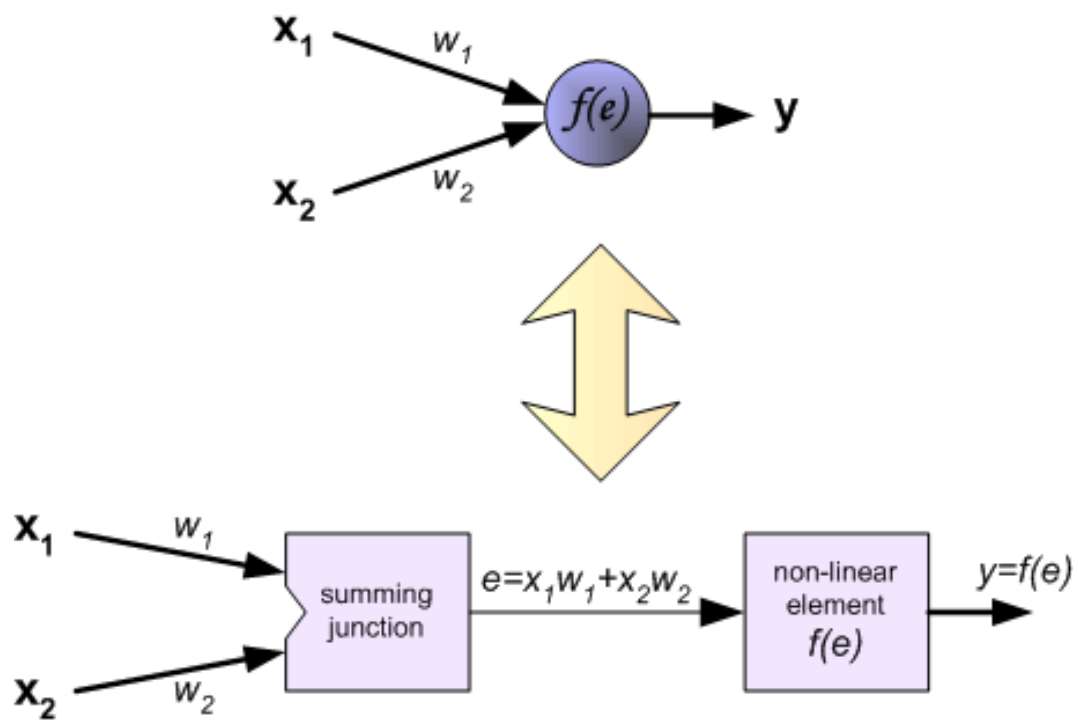 x₁
w₁
f(e)
y
w₂
x₂
x₁
w₁
summing
junction
e=x₁w₁+x₂w₂
non-linear
element
f(e)
y=f(e)
w₂
x₂